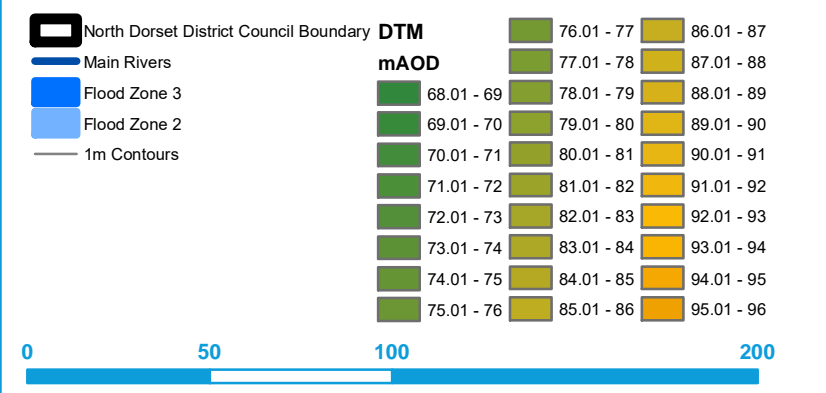 North Dorset District Council Boundary
Main Rivers
Flood Zone 3
Flood Zone 2
1m Contours
DTM
mAOD
68.01 - 69
69.01 - 70
70.01 - 71
71.01 - 72
72.01 - 73
73.01 - 74
74.01 - 75
75.01 - 76
76.01 - 77
77.01 - 78
78.01 - 79
79.01 - 80
80.01 - 81
81.01 - 82
82.01 - 83
83.01 - 84
84.01 - 85
85.01 - 86
86.01 - 87
87.01 - 88
88.01 - 89
89.01 - 90
90.01 - 91
91.01 - 92
92.01 - 93
93.01 - 94
94.01 - 95
95.01 - 96
0 50 100 200